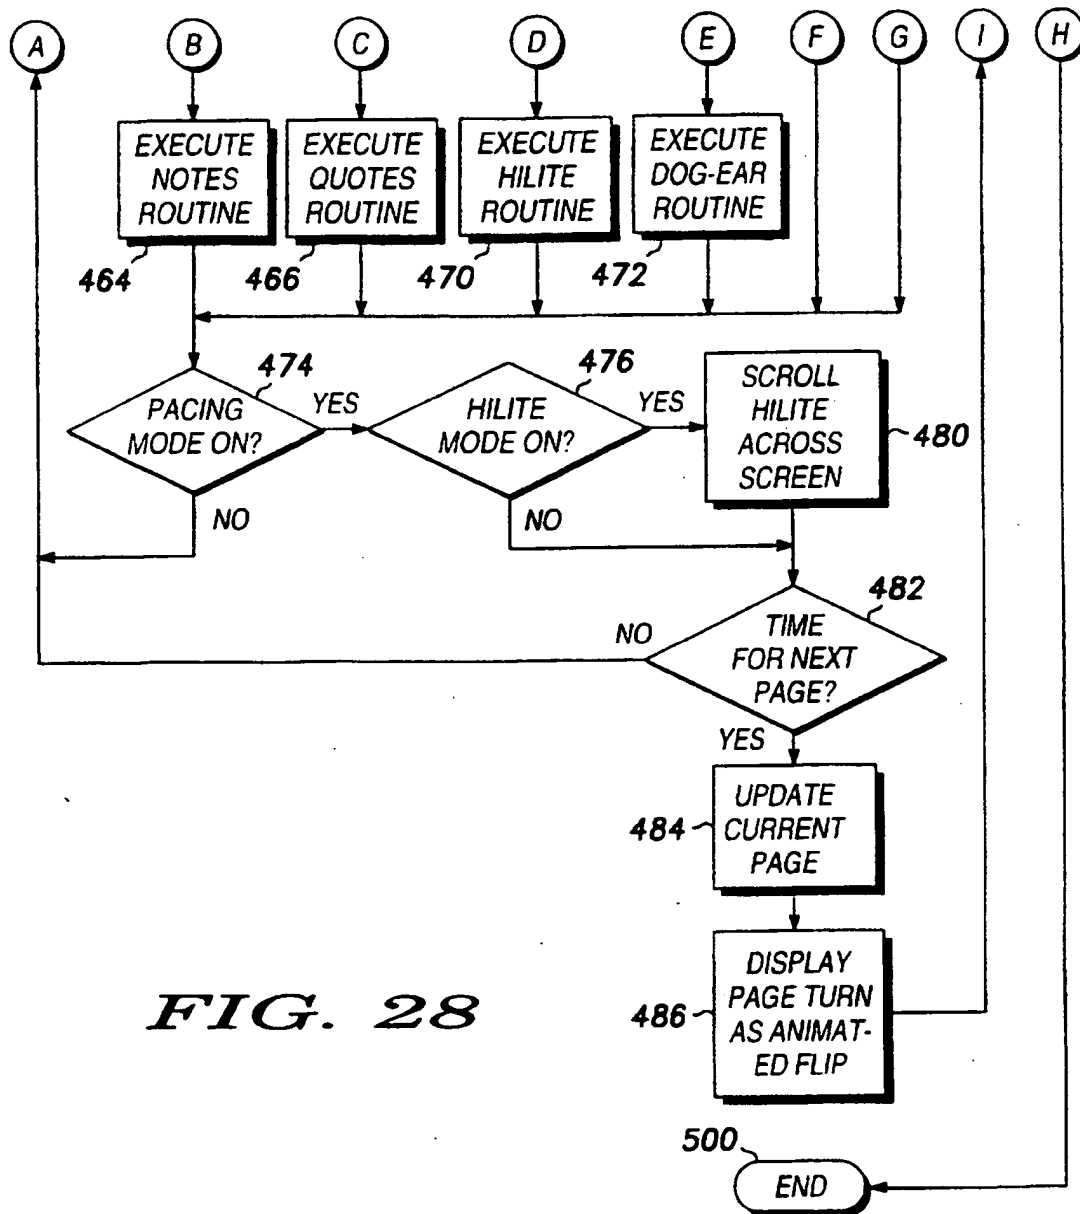 A
B
C
D
E
F
G
I
H
EXECUTE
NOTES
ROUTINE
464
EXECUTE
QUOTES
ROUTINE
466
EXECUTE
HILITE
ROUTINE
470
EXECUTE
DOG-EAR
ROUTINE
472
PACING
MODE ON?
474
YES
NO
HILITE
MODE ON?
476
YES
NO
SCROLL
HILITE
ACROSS
SCREEN
480
TIME
FOR NEXT
PAGE?
482
NO
YES
UPDATE
CURRENT
PAGE
484
DISPLAY
PAGE TURN
AS ANIMAT-
ED FLIP
486
FIG. 28
500
END